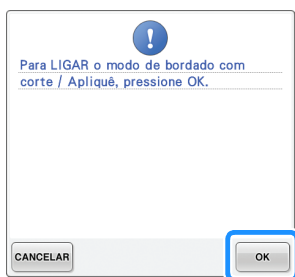 Para LIGAR o modo de bordado com
corte / Apliquê, pressione OK.
CANCELAR
OK